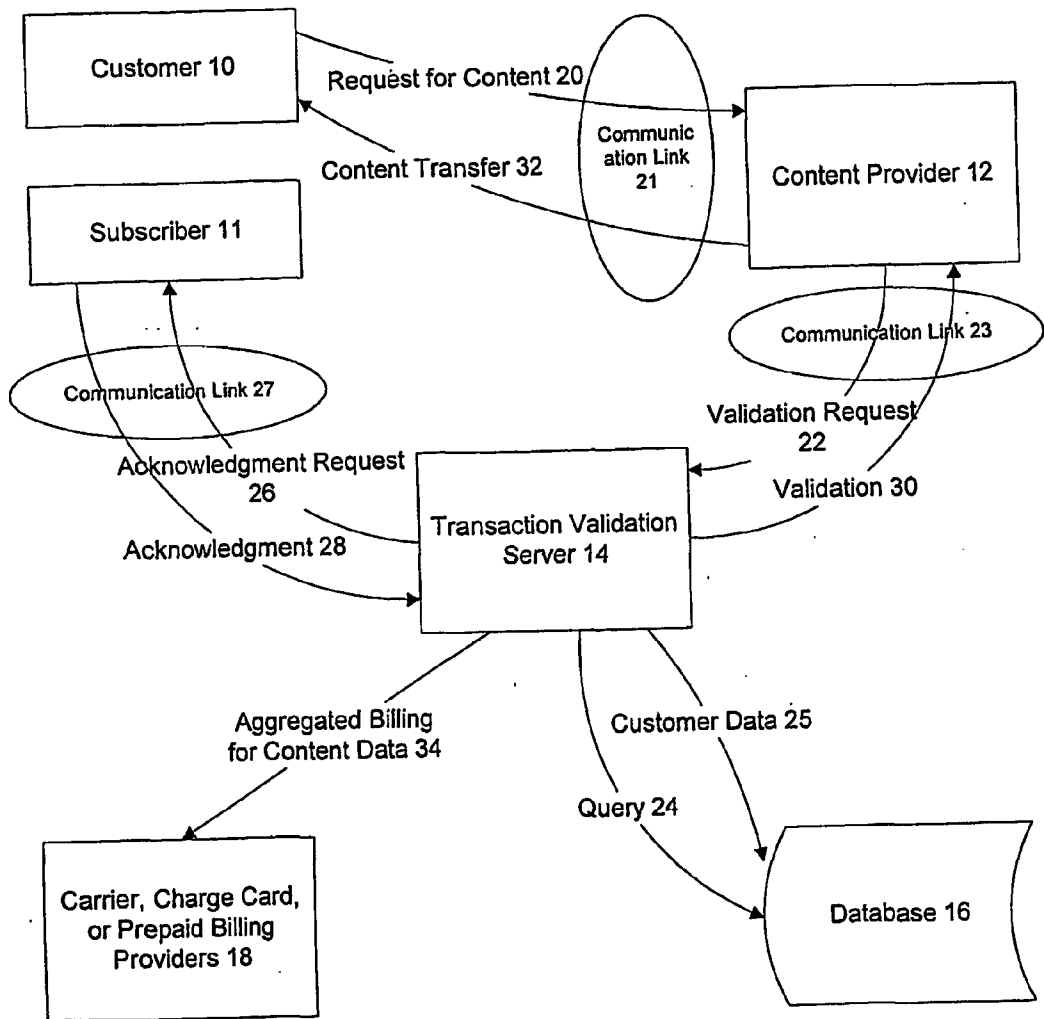 Customer 10
Request for Content 20
Communic
ation Link
21
Content Transfer 32
Content Provider 12
Subscriber 11
Communication Link 23
Communication Link 27
Validation Request
22
Acknowledgment Request
26
Validation 30
Transaction Validation
Server 14
Acknowledgment 28
Aggregated Billing
for Content Data 34
Customer Data 25
Query 24
Carrier, Charge Card,
or Prepaid Billing
Providers 18
Database 16